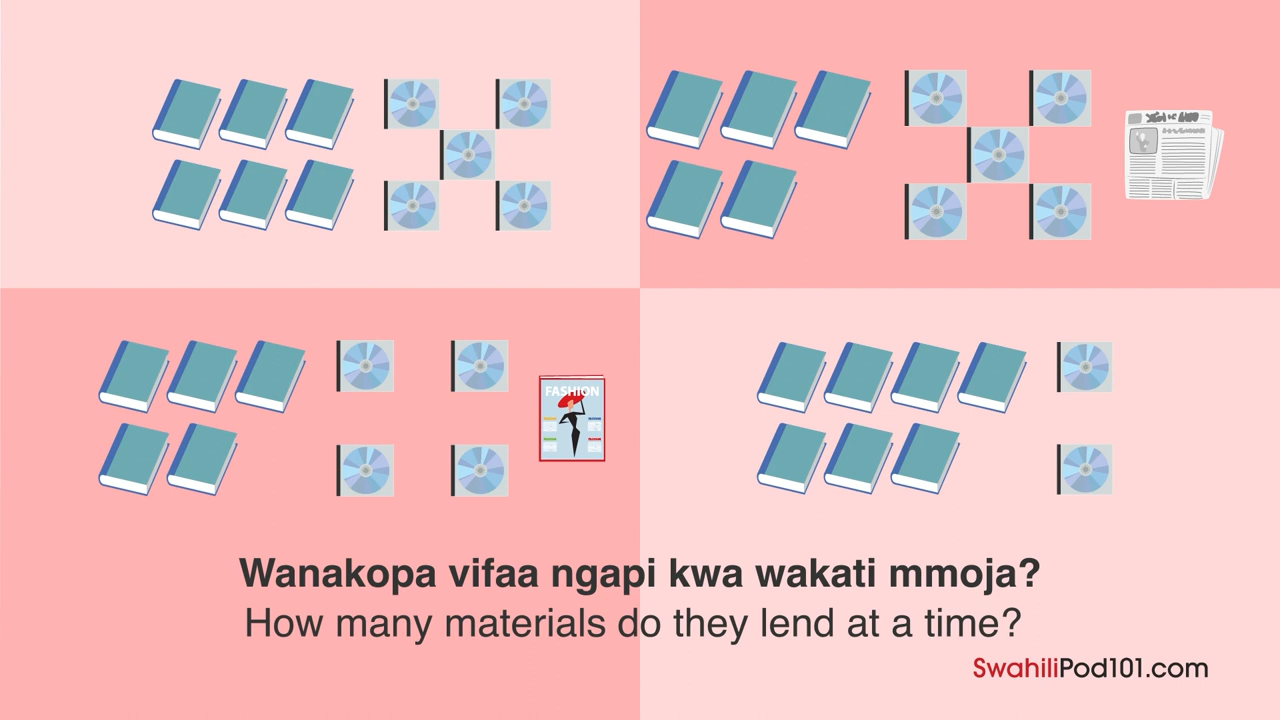 FASHION
Wanakopa vifaa ngapi kwa wakati mmoja?
How many materials do they lend at a time?
SwahiliPod101.com